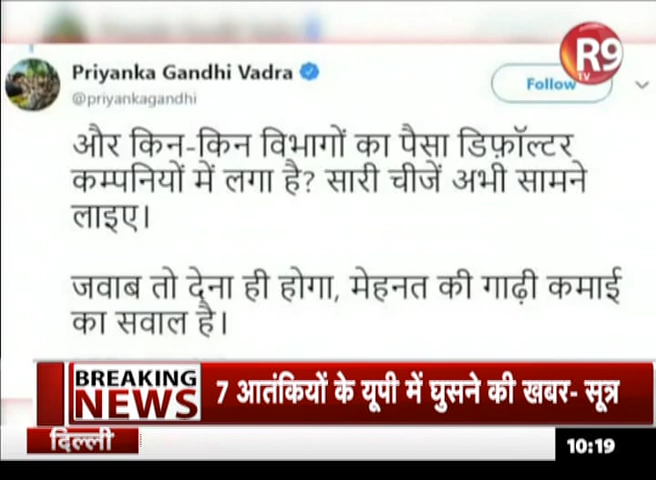 R9
TV
Priyanka Gandhi Vadra
@priyankagandhi
Follow
और किन-किन विभागों का पैसा डिफ़ॉल्टर
कम्पनियों में लगा है? सारी चीजें अभी सामने
लाइए।
जवाब तो देना ही होगा, मेहनत की गाढ़ी कमाई
का सवाल है।
BREAKING
NEWS
7 आतंकियों के यूपी में घुसने की खबर- सूत्र
दिल्ली
10:19